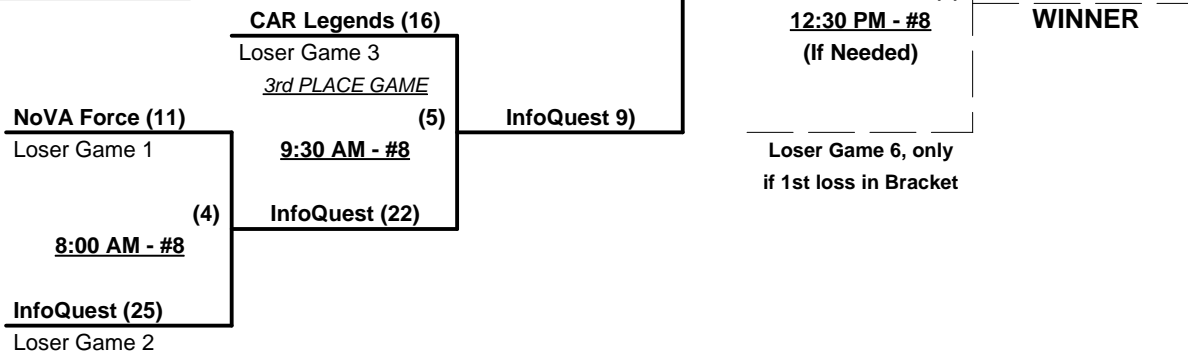 CAR Legends (16)
12:30 PM - #8
WINNER
Loser Game 3
(If Needed)
3rd PLACE GAME
NoVA Force (11)
(5)
InfoQuest 9)
Loser Game 1
9:30 AM - #8
Loser Game 6, only
if 1st loss in Bracket
(4)
InfoQuest (22)
8:00 AM - #8
InfoQuest (25)
Loser Game 2